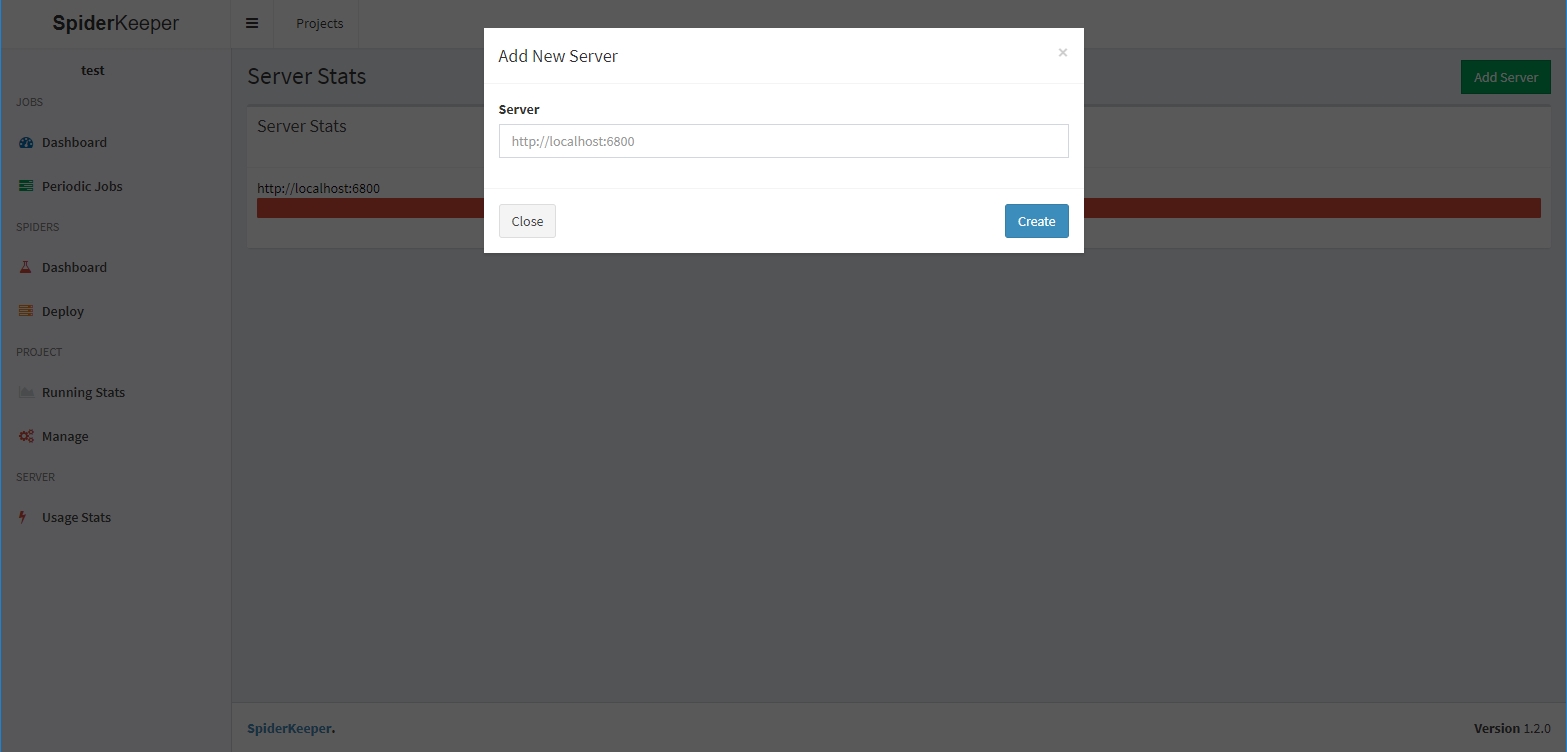 SpiderKeeper
Projects
test
JOBS
Dashboard
Periodic Jobs
SPIDERS
Dashboard
Deploy
PROJECT
Running Stats
Manage
SERVER
Usage Stats
Server Stats
Add Server
Server Stats
http://localhost:6800
Add New Server
×
Server
http://localhost:6800
Close
Create
SpiderKeeper.
Version 1.2.0